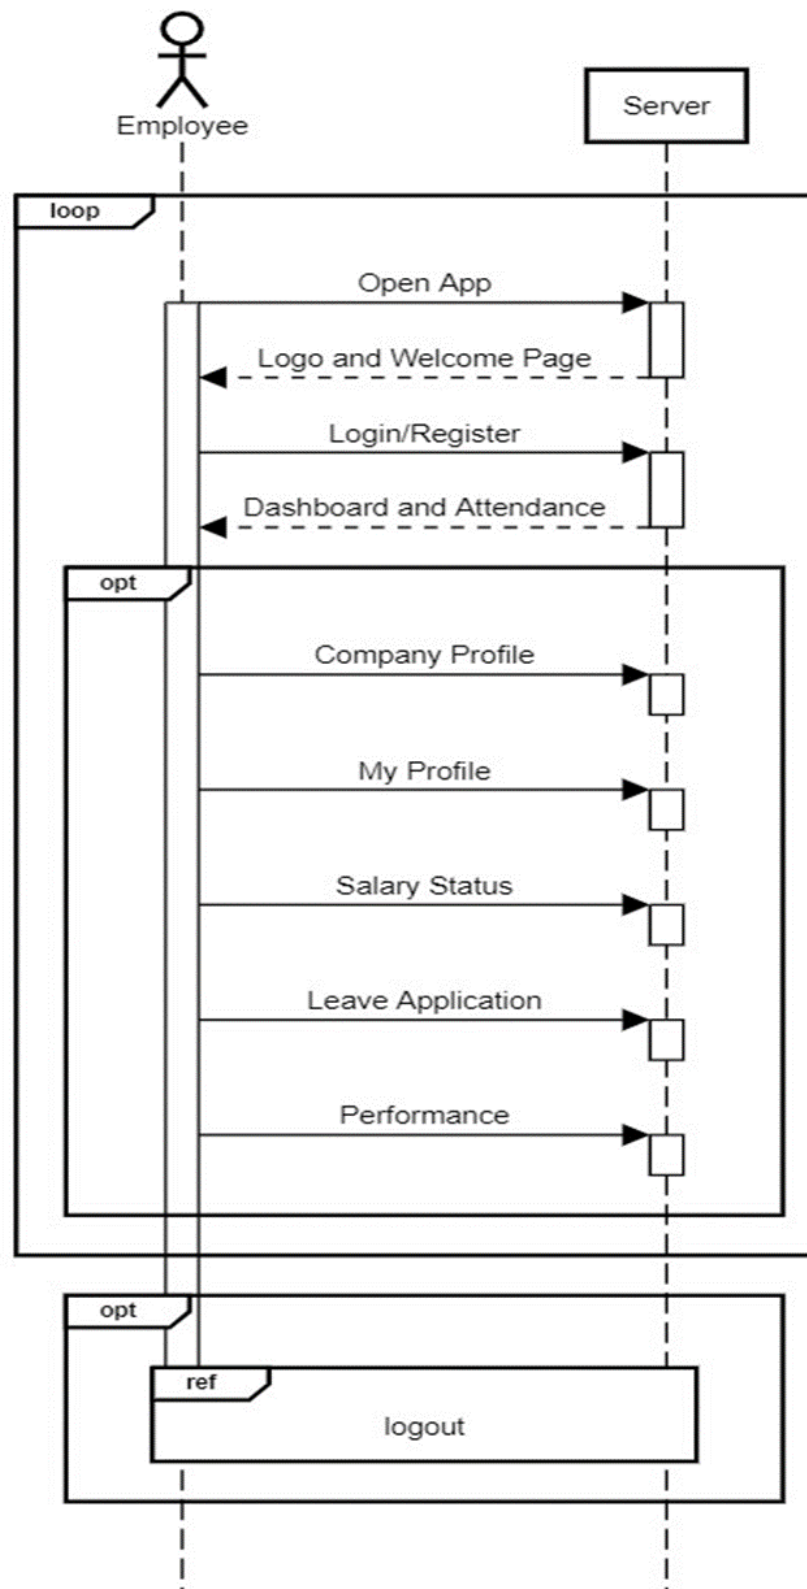 Employee
Server
loop
Open App
Logo and Welcome Page
Login/Register
Dashboard and Attendance
opt
Company Profile
My Profile
Salary Status
Leave Application
Performance
opt
ref
logout